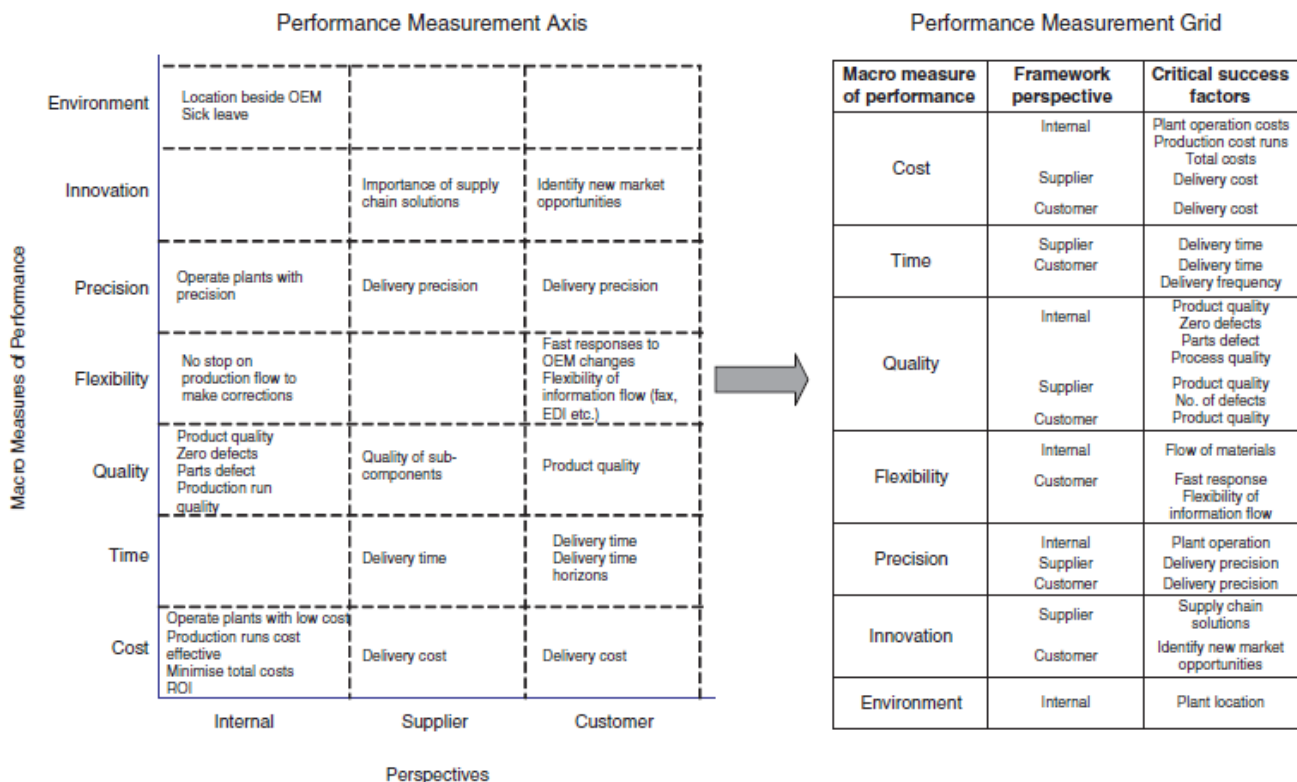 Performance Measurement Axis
Macro Measures of Performance
Environment
Location beside OEM
Sick leave
Innovation
Importance of supply
chain solutions
Identify new market
opportunities
Precision
Operate plants with
precision
Delivery precision
Delivery precision
Flexibility
No stop on
production flow to
make corrections
Fast responses to
OEM changes
Flexibility of
information flow (fax,
EDI etc.)
Quality
Product quality
Zero defects
Parts defect
Production run
quality
Quality of sub-
components
Product quality
Time
Delivery time
Delivery time
Delivery time
horizons
Cost
Operate plants with low cost
Production runs cost
effective
Minimise total costs
ROI
Delivery cost
Delivery cost
Internal
Supplier
Customer
Perspectives
Performance Measurement Grid
Macro measure
of performance
Framework
perspective
Critical success
factors
Cost
Internal
Plant operation costs
Production cost runs
Total costs
Supplier
Delivery cost
Customer
Delivery cost
Time
Supplier
Delivery time
Customer
Delivery time
Delivery frequency
Quality
Internal
Product quality
Zero defects
Parts defect
Process quality
Supplier
Product quality
No. of defects
Customer
Product quality
Flexibility
Internal
Flow of materials
Customer
Fast response
Flexibility of
information flow
Precision
Internal
Plant operation
Supplier
Delivery precision
Customer
Delivery precision
Innovation
Supplier
Supply chain
solutions
Customer
Identify new market
opportunities
Environment
Internal
Plant location